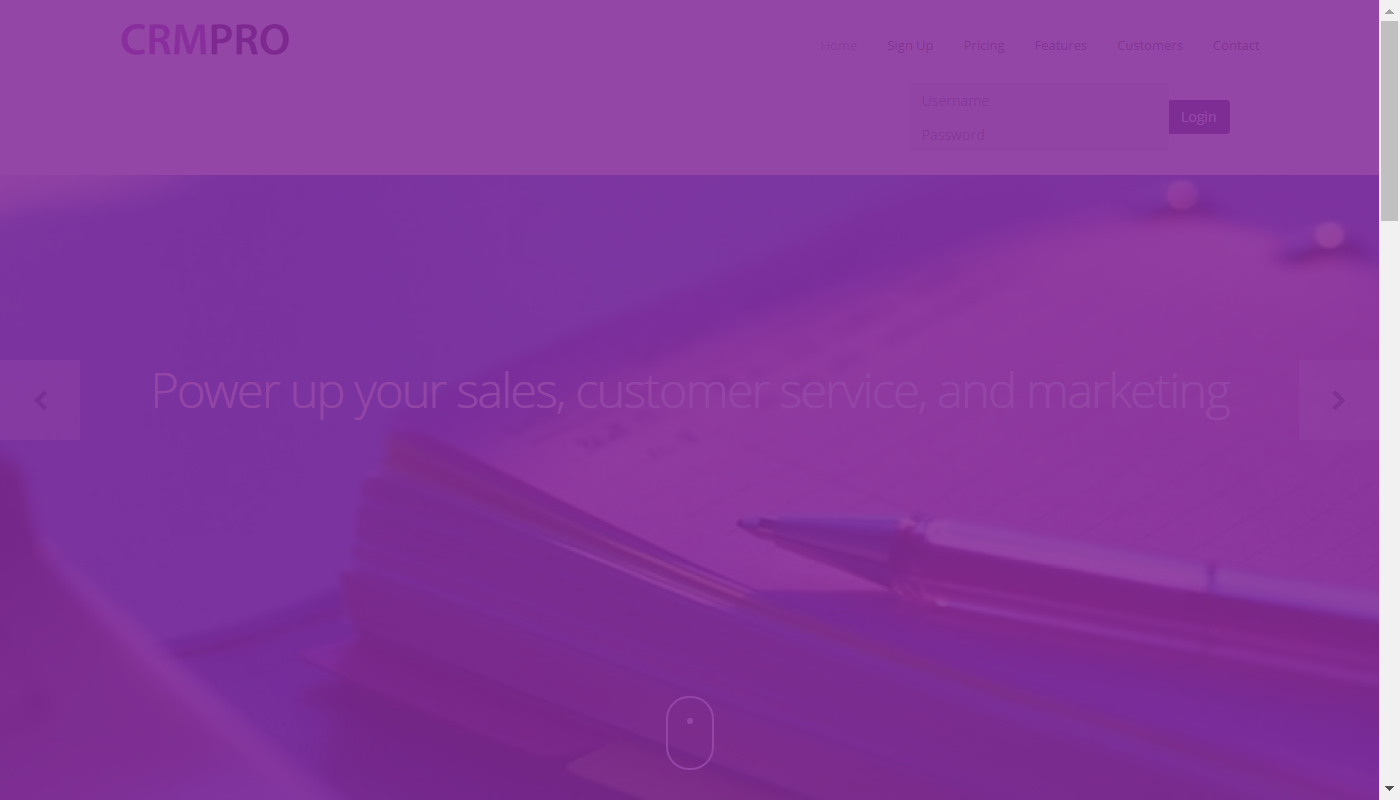 CRMPRO
Home Sign Up Pricing Features Customers Contact
Username
Password
Login
Power up your sales, customer service, and marketing